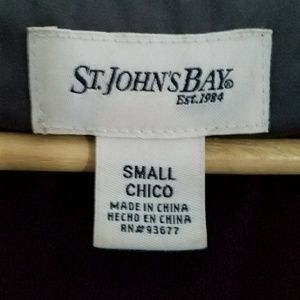 ST. JOHN'S BAY®
Est. 1984
SMALL
CHICO
MADE IN CHINA
HECHO EN CHINA
RN#93677